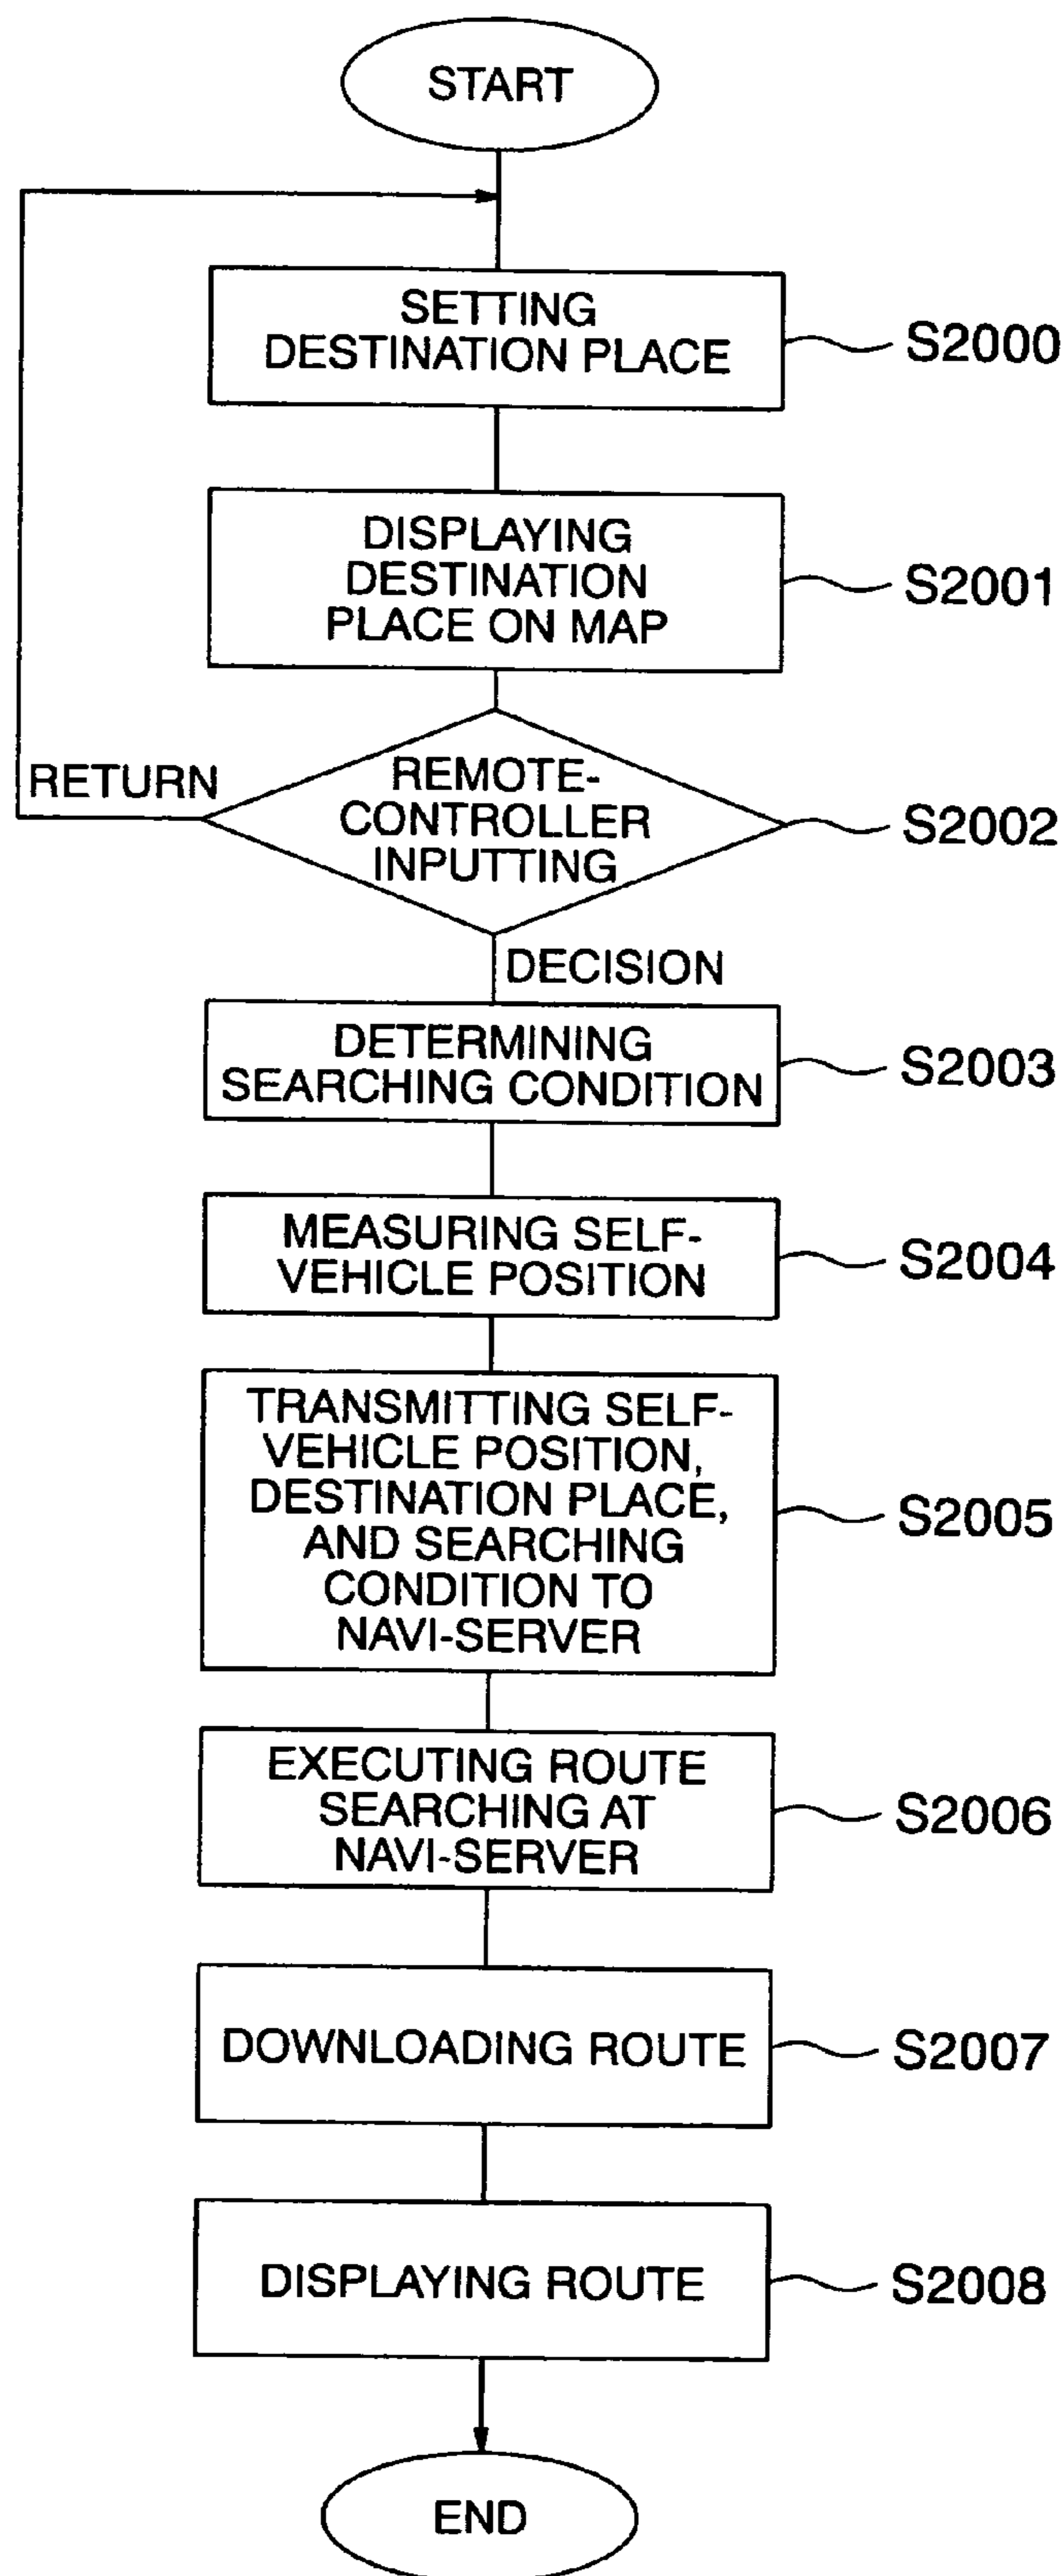 START
SETTING
DESTINATION PLACE
S2000
DISPLAYING
DESTINATION
PLACE ON MAP
S2001
RETURN
REMOTE-
CONTROLLER
INPUTTING
S2002
DECISION
DETERMINING
SEARCHING CONDITION
S2003
MEASURING SELF-
VEHICLE POSITION
S2004
TRANSMITTING SELF-
VEHICLE POSITION,
DESTINATION PLACE,
AND SEARCHING
CONDITION TO
NAVI-SERVER
S2005
EXECUTING ROUTE
SEARCHING AT
NAVI-SERVER
S2006
DOWNLOADING ROUTE
S2007
DISPLAYING ROUTE
S2008
END